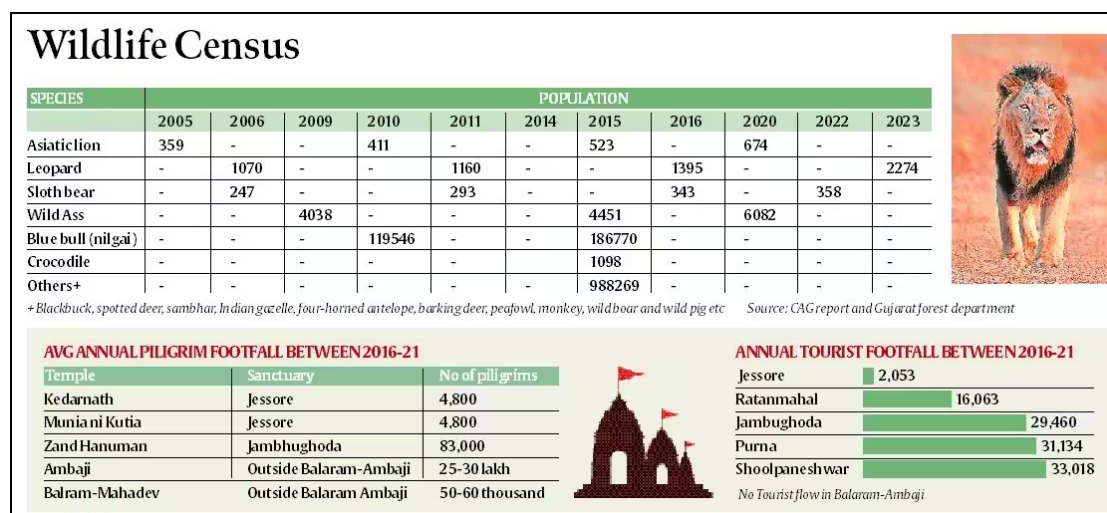 Wildlife Census
SPECIES POPULATION
2005 2006 2009 2010 2011 2014 2015 2016 2020 2022 2023
Asiatic lion 359 - - 411 - - 523 - 674 - -
Leopard - 1070 - - 1160 - - 1395 - - 2274
Sloth bear - 247 - - 293 - - 343 - 358 -
Wild Ass - - 4038 - - - 4451 - 6082 - -
Blue bull (nilgai) - - - 119546 - - 186770 - - - -
Crocodile - - - - - - 1098 - - - -
Others+ - - - - - - 988269 - - - -
+ Blackbuck, spotted deer, sambhar, Indian gazelle, four-horned antelope, barking deer, peafowl, monkey, wild boar and wild pig etc Source: CAG report and Gujarat forest department
AVG ANNUAL PILIGRIM FOOTFALL BETWEEN 2016-21
Temple Sanctuary No of piligrims
Kedarnath Jessore 4,800
Muniani Kutia Jessore 4,800
Zand Hanuman Jambhughoda 83,000
Ambaji Outside Balaram-Ambaji 25-30 lakh
Balram-Mahadev Outside Balaram Ambaji 50-60 thousand
ANNUAL TOURIST FOOTFALL BETWEEN 2016-21
Jessore 2,053
Ratanmahal 16,063
Jambughoda 29,460
Purna 31,134
Shoolpaneshwar 33,018
No Tourist flow in Balaram-Ambaji